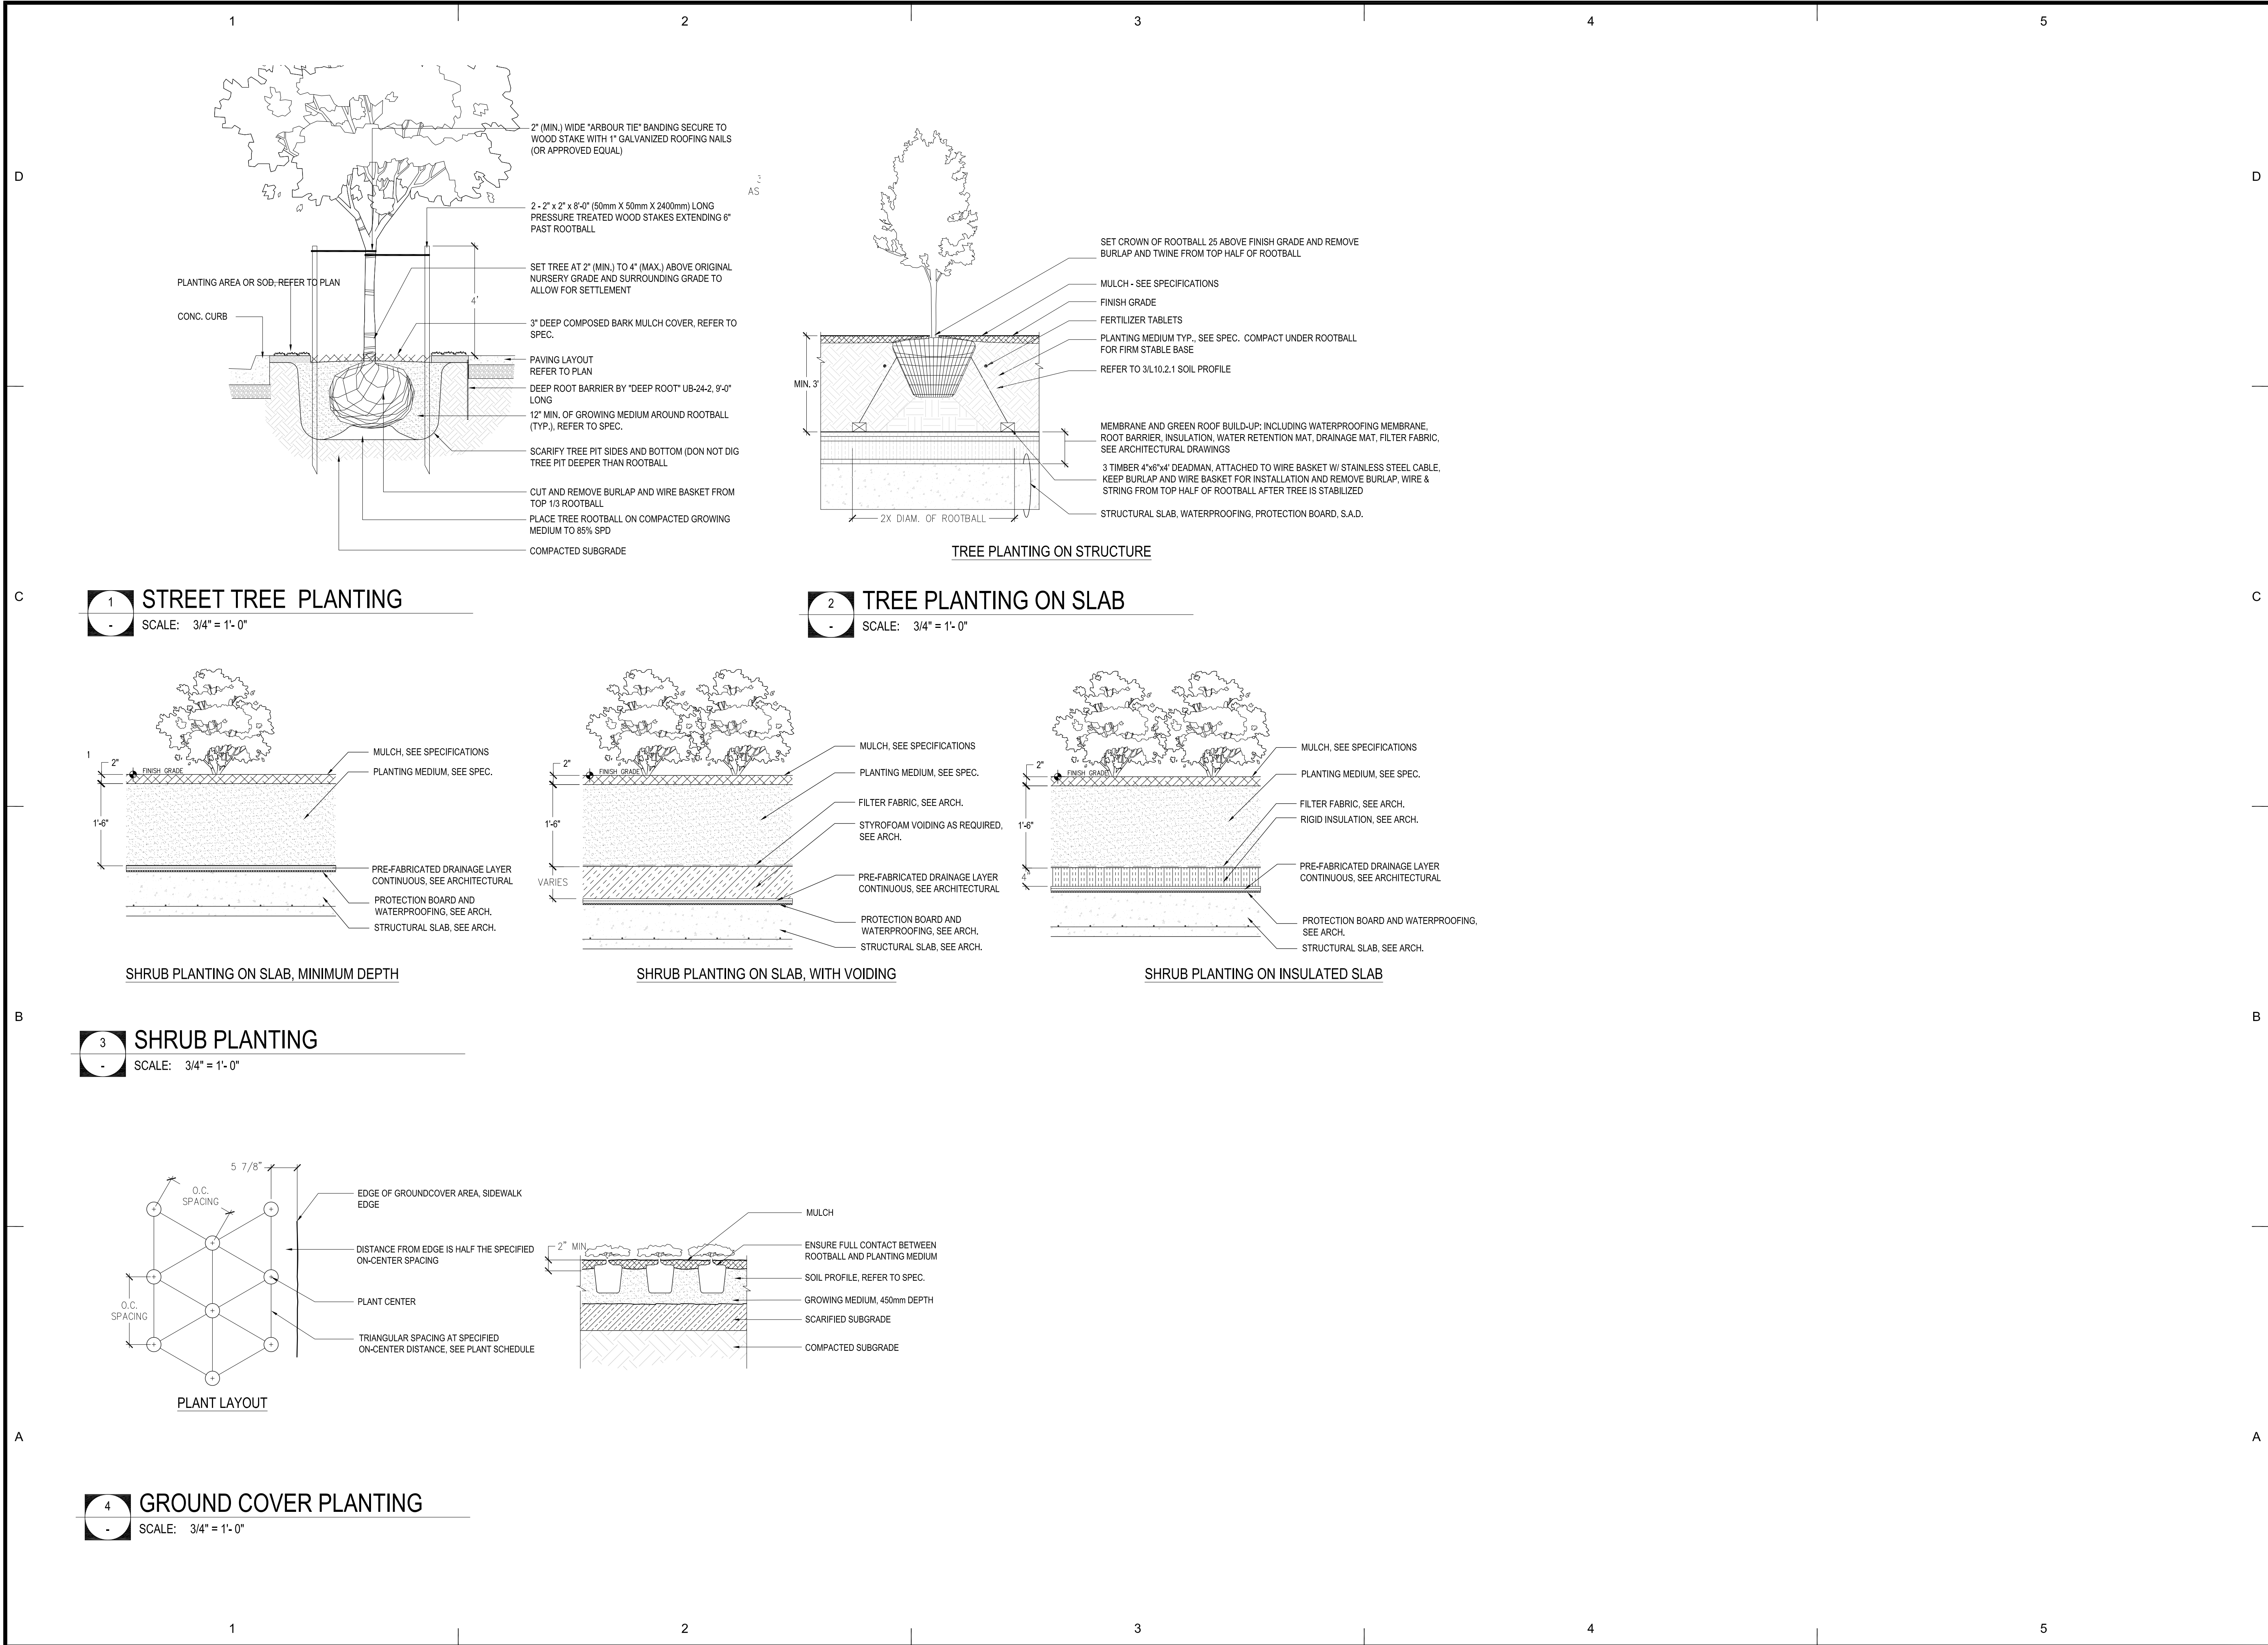 1 2 3 4 5
D D
2" (MIN.) WIDE "ARBOUR TIE" BANDING SECURE TO
WOOD STAKE WITH 1" GALVANIZED ROOFING NAILS
(OR APPROVED EQUAL)
AS
2 - 2" x 2" x 8'-0" (50mm X 50mm X 2400mm) LONG
PRESSURE TREATED WOOD STAKES EXTENDING 6"
PAST ROOTBALL
SET TREE AT 2" (MIN.) TO 4" (MAX.) ABOVE ORIGINAL
NURSERY GRADE AND SURROUNDING GRADE TO
ALLOW FOR SETTLEMENT
PLANTING AREA OR SOD, REFER TO PLAN
4'
CONC. CURB
3" DEEP COMPOSED BARK MULCH COVER, REFER TO
SPEC.
PAVING LAYOUT
REFER TO PLAN
DEEP ROOT BARRIER BY "DEEP ROOT" UB-24-2, 9'-0"
LONG
12" MIN. OF GROWING MEDIUM AROUND ROOTBALL
(TYP.), REFER TO SPEC.
SCARIFY TREE PIT SIDES AND BOTTOM (DON NOT DIG
TREE PIT DEEPER THAN ROOTBALL
CUT AND REMOVE BURLAP AND WIRE BASKET FROM
TOP 1/3 ROOTBALL
PLACE TREE ROOTBALL ON COMPACTED GROWING
MEDIUM TO 85% SPD
COMPACTED SUBGRADE
SET CROWN OF ROOTBALL 25 ABOVE FINISH GRADE AND REMOVE
BURLAP AND TWINE FROM TOP HALF OF ROOTBALL
MULCH - SEE SPECIFICATIONS
FINISH GRADE
FERTILIZER TABLETS
PLANTING MEDIUM TYP., SEE SPEC. COMPACT UNDER ROOTBALL
FOR FIRM STABLE BASE
REFER TO 3/L10.2.1 SOIL PROFILE
MIN. 3'
MEMBRANE AND GREEN ROOF BUILD-UP; INCLUDING WATERPROOFING MEMBRANE,
ROOT BARRIER, INSULATION, WATER RETENTION MAT, DRAINAGE MAT, FILTER FABRIC,
SEE ARCHITECTURAL DRAWINGS
3 TIMBER 4"x6"x4' DEADMAN, ATTACHED TO WIRE BASKET W/ STAINLESS STEEL CABLE,
KEEP BURLAP AND WIRE BASKET FOR INSTALLATION AND REMOVE BURLAP, WIRE &
STRING FROM TOP HALF OF ROOTBALL AFTER TREE IS STABILIZED
STRUCTURAL SLAB, WATERPROOFING, PROTECTION BOARD, S.A.D.
2X DIAM. OF ROOTBALL
TREE PLANTING ON STRUCTURE
C C
1
-
STREET TREE PLANTING
SCALE: 3/4" = 1'- 0"
2
-
TREE PLANTING ON SLAB
SCALE: 3/4" = 1'- 0"
1
2"
FINISH GRADE
1'-6"
MULCH, SEE SPECIFICATIONS
PLANTING MEDIUM, SEE SPEC.
PRE-FABRICATED DRAINAGE LAYER
CONTINUOUS, SEE ARCHITECTURAL
PROTECTION BOARD AND
WATERPROOFING, SEE ARCH.
STRUCTURAL SLAB, SEE ARCH.
SHRUB PLANTING ON SLAB, MINIMUM DEPTH
2"
FINISH GRADE
1'-6"
VARIES
MULCH, SEE SPECIFICATIONS
PLANTING MEDIUM, SEE SPEC.
FILTER FABRIC, SEE ARCH.
STYROFOAM VOIDING AS REQUIRED,
SEE ARCH.
PRE-FABRICATED DRAINAGE LAYER
CONTINUOUS, SEE ARCHITECTURAL
PROTECTION BOARD AND
WATERPROOFING, SEE ARCH.
STRUCTURAL SLAB, SEE ARCH.
SHRUB PLANTING ON SLAB, WITH VOIDING
2"
FINISH GRADE
1'-6"
4"
MULCH, SEE SPECIFICATIONS
PLANTING MEDIUM, SEE SPEC.
FILTER FABRIC, SEE ARCH.
RIGID INSULATION, SEE ARCH.
PRE-FABRICATED DRAINAGE LAYER
CONTINUOUS, SEE ARCHITECTURAL
PROTECTION BOARD AND WATERPROOFING,
SEE ARCH.
STRUCTURAL SLAB, SEE ARCH.
SHRUB PLANTING ON INSULATED SLAB
B B
3
-
SHRUB PLANTING
SCALE: 3/4" = 1'- 0"
5 7/8"
O.C.
SPACING
O.C.
SPACING
EDGE OF GROUNDCOVER AREA, SIDEWALK
EDGE
DISTANCE FROM EDGE IS HALF THE SPECIFIED
ON-CENTER SPACING
PLANT CENTER
TRIANGULAR SPACING AT SPECIFIED
ON-CENTER DISTANCE, SEE PLANT SCHEDULE
PLANT LAYOUT
2" MIN
MULCH
ENSURE FULL CONTACT BETWEEN
ROOTBALL AND PLANTING MEDIUM
SOIL PROFILE, REFER TO SPEC.
GROWING MEDIUM, 450mm DEPTH
SCARIFIED SUBGRADE
COMPACTED SUBGRADE
A A
4
-
GROUND COVER PLANTING
SCALE: 3/4" = 1'- 0"
1 2 3 4 5